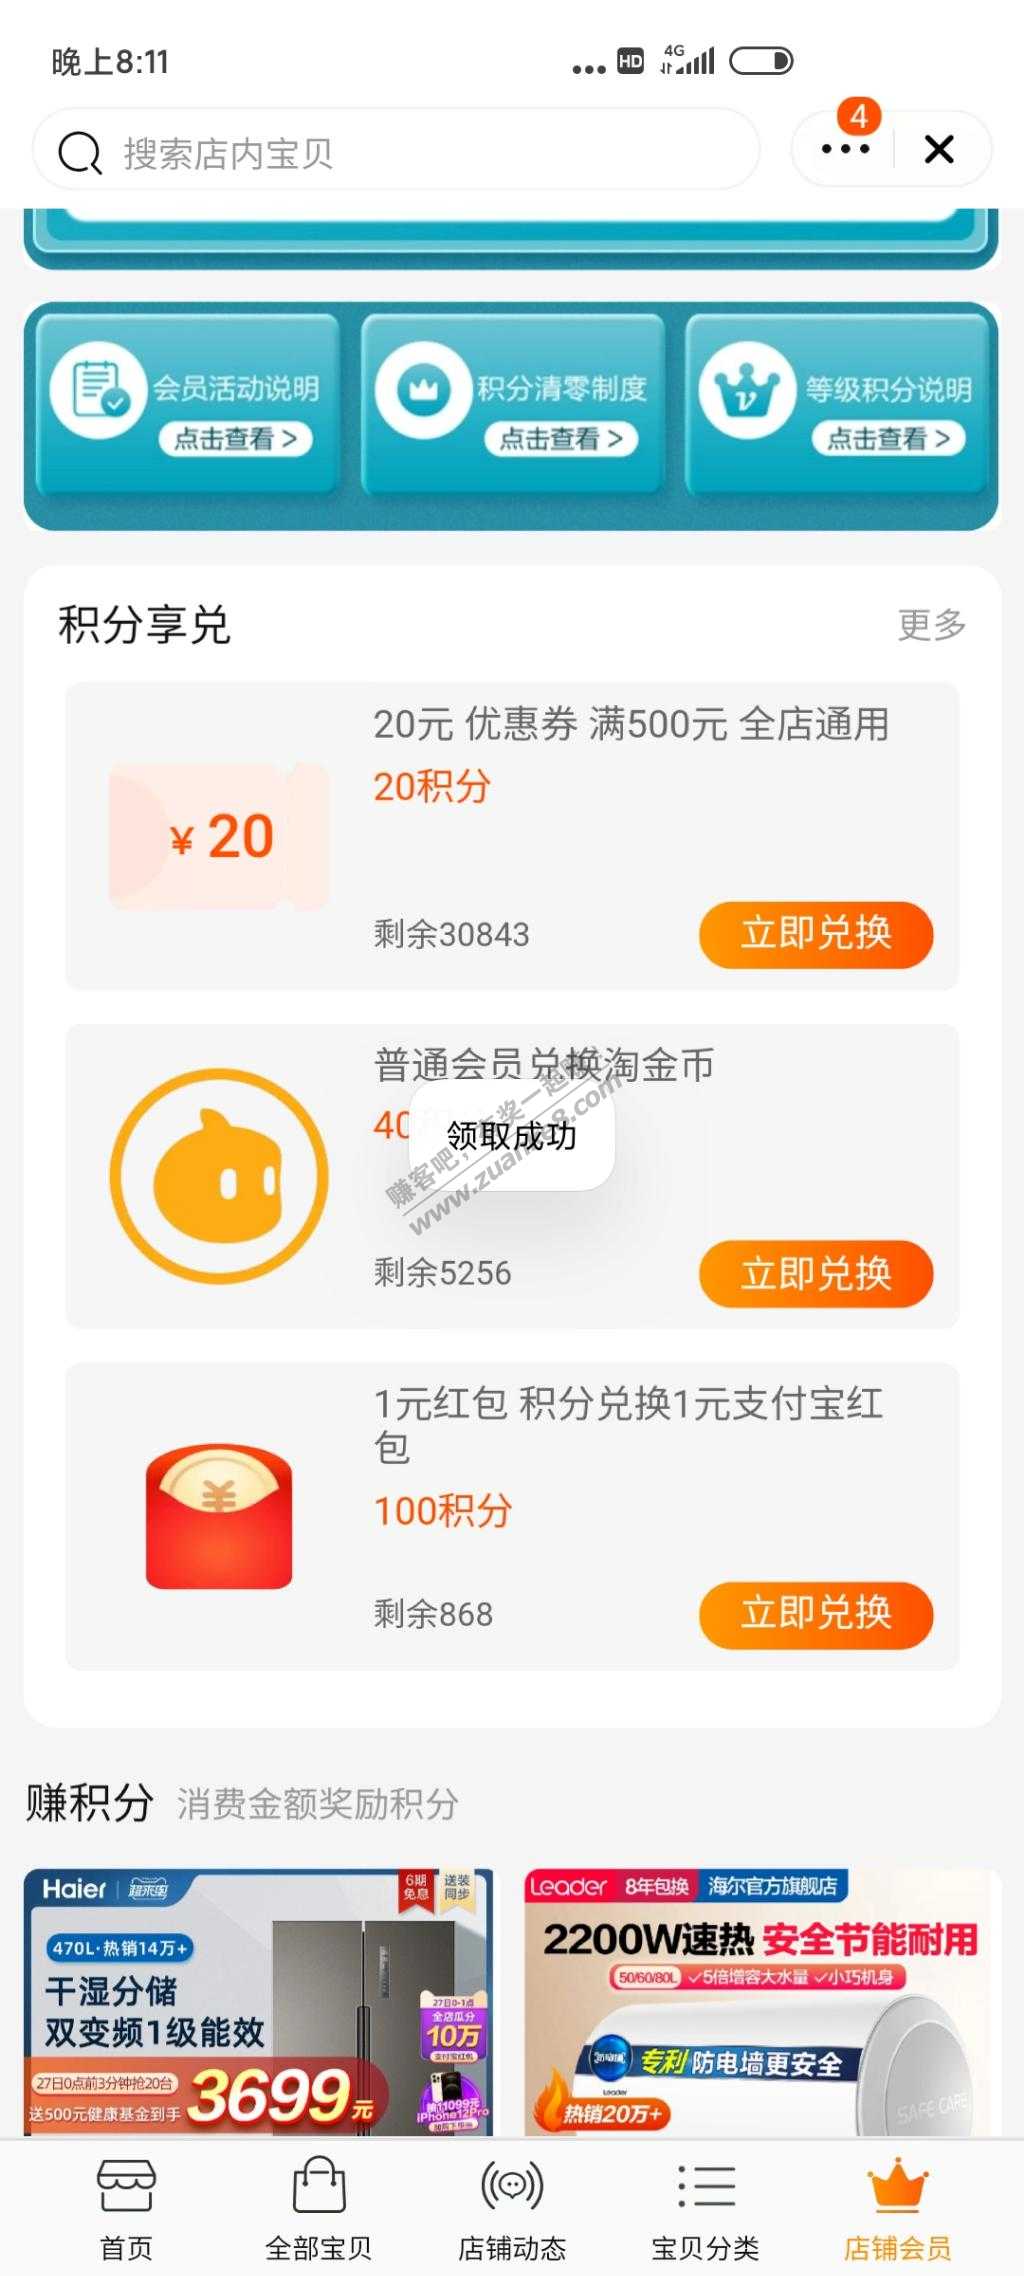 晚上8:11
HD 4G
搜索店内宝贝
4
会员活动说明
点击查看 >
积分清零制度
点击查看 >
等级积分说明
点击查看 >
积分享兑
更多
¥ 20
20元 优惠券 满500元 全店通用
20积分
剩余30843
立即兑换
普通会员兑换淘金币
40
领取成功
赚客吧，有奖一起赚！
www.zuanke8.com
剩余5256
立即兑换
1元红包 积分兑换1元支付宝红
包
100积分
剩余868
立即兑换
赚积分 消费金额奖励积分
Haier
6期
免息
送装
同步
470L·热销14万+
干湿分储
双变频1级能效
27日0-1点
全店瓜分
10万
支付宝红包
27日0点前3分钟抢20台
送500元健康基金到手
3699元
iPhone12Pro
Leader 8年包换 海尔官方旗舰店
2200W速热 安全节能耐用
50/60/80L ✓5倍增容大水量 ✓小巧机身
专利 防电墙更安全
Leader
热销20万+
SAFE CARE
首页
全部宝贝
店铺动态
宝贝分类
店铺会员